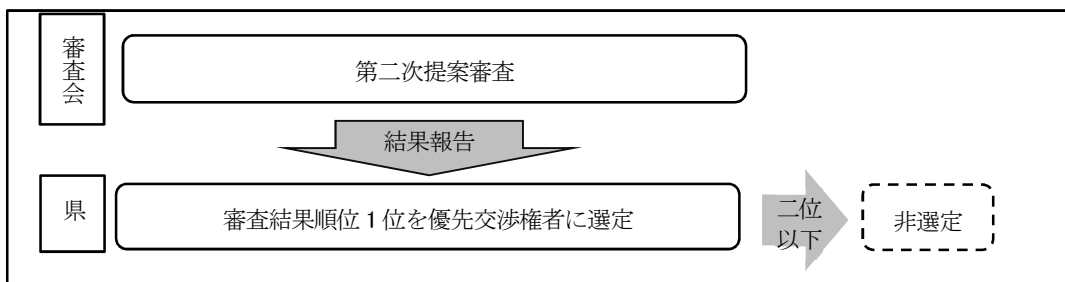 審査会
第二次提案審査
結果報告
県
審査結果順位1位を優先交渉権者に選定
二位
以下
非選定